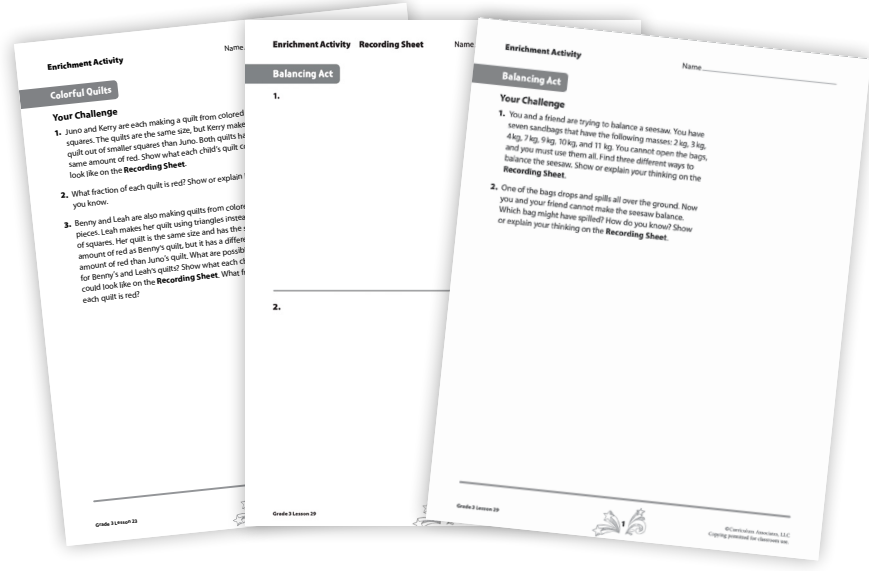 Enrichment Activity
Name
Colorful Quilts
Your Challenge
1. Juno and Kerry are each making a quilt from colored
squares. The quilts are the same size, but Kerry make
quilt out of smaller squares than Juno. Both quilts ha
same amount of red. Show what each child's quilt c
look like on the Recording Sheet.
2. What fraction of each quilt is red? Show or explain
you know.
3. Benny and Leah are also making quilts from colore
pieces. Leah makes her quilt using triangles instea
of squares. Her quilt is the same size and has the s
amount of red as Benny's quilt, but it has a differe
amount of red than Juno's quilt. What are possib
for Benny's and Leah's quilts? Show what each ch
could look like on the Recording Sheet. What f
each quilt is red?
Grade 3 Lesson 23
Enrichment Activity Recording Sheet
Name
Balancing Act
1.
2.
Grade 3 Lesson 29
Enrichment Activity
Name
Balancing Act
Your Challenge
1. You and a friend are trying to balance a seesaw. You have
seven sandbags that have the following masses: 2 kg, 3 kg,
4 kg, 7 kg, 9 kg, 10 kg, and 11 kg. You cannot open the bags,
and you must use them all. Find three different ways to
balance the seesaw. Show or explain your thinking on the
Recording Sheet.
2. One of the bags drops and spills all over the ground. Now
you and your friend cannot make the seesaw balance.
Which bag might have spilled? How do you know? Show
or explain your thinking on the Recording Sheet.
Grade 3 Lesson 29
1
©Curriculum Associates, LLC
Copying permitted for classroom use.